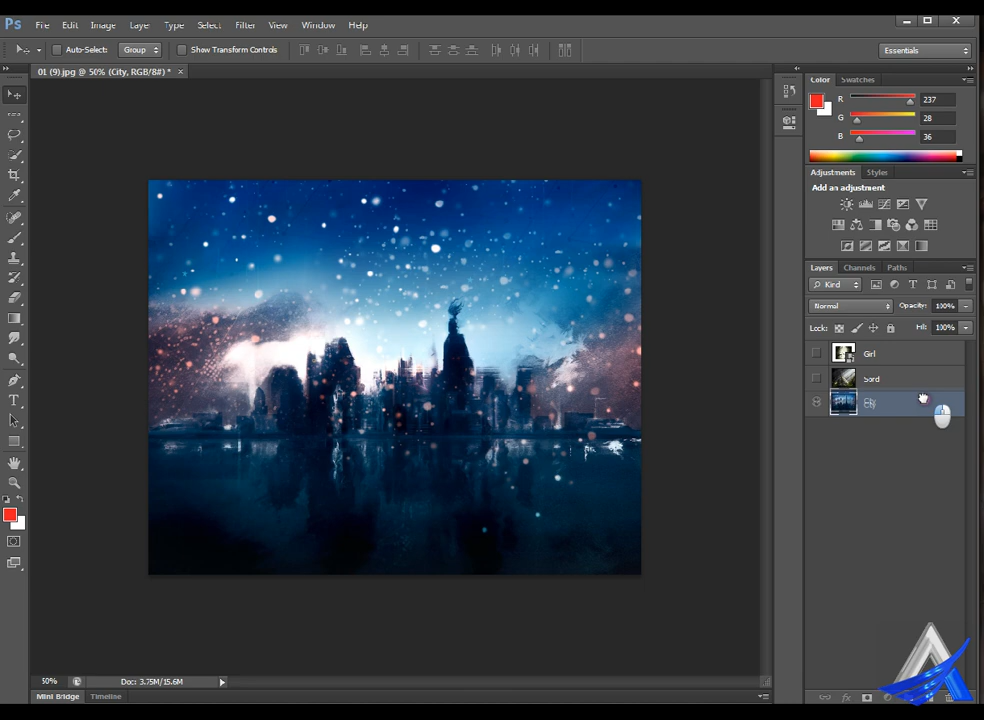 Ps File Edit Image Layer Type Select Filter View Window Help
Auto-Select: Group Show Transform Controls Essentials
01 (9).jpg @ 50% (City, RGB/8#) * ×
Color Swatches
R 237
G 28
B 36
Adjustments Styles
Add an adjustment
Layers Channels Paths
Kind
Normal Opacity: 100%
Lock: Fill: 100%
Girl
Sord
City
50% Doc: 3.75M/15.6M
Mini Bridge Timeline